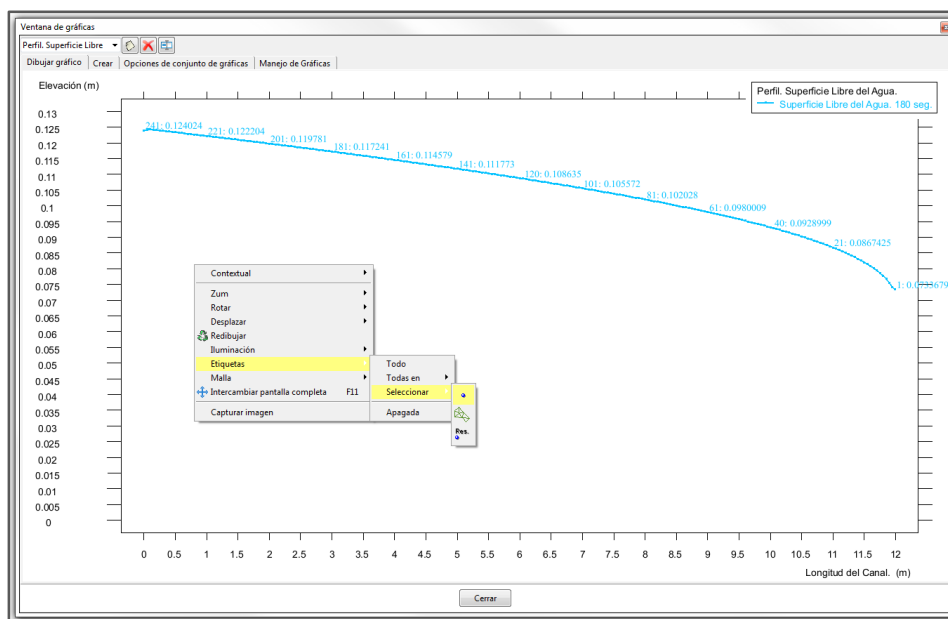 Ventana de gráficas
Perfil. Superficie Libre
Dibujar gráfico Crear Opciones de conjunto de gráficas Manejo de Gráficas
Elevación (m)
Perfil. Superficie Libre del Agua.
Superficie Libre del Agua. 180 seg.
0.13
0.125
0.12
0.115
0.11
0.105
0.1
0.095
0.09
0.085
0.08
0.075
0.07
0.065
0.06
0.055
0.05
0.045
0.04
0.035
0.03
0.025
0.02
0.015
0.01
0.005
0
241: 0.124024
221: 0.122204
201: 0.119781
181: 0.117241
161: 0.114579
141: 0.111773
120: 0.108635
101: 0.105572
81: 0.102028
61: 0.0980009
40: 0.0928999
21: 0.0867425
1: 0.0733679
Contextual
Zum
Rotar
Desplazar
Redibujar
Iluminación
Etiquetas
Malla
Intercambiar pantalla completa F11
Capturar imagen
Todo
Todas en
Seleccionar
Apagada
Res.
0 0.5 1 1.5 2 2.5 3 3.5 4 4.5 5 5.5 6 6.5 7 7.5 8 8.5 9 9.5 10 10.5 11 11.5 12
Longitud del Canal. (m)
Cerrar